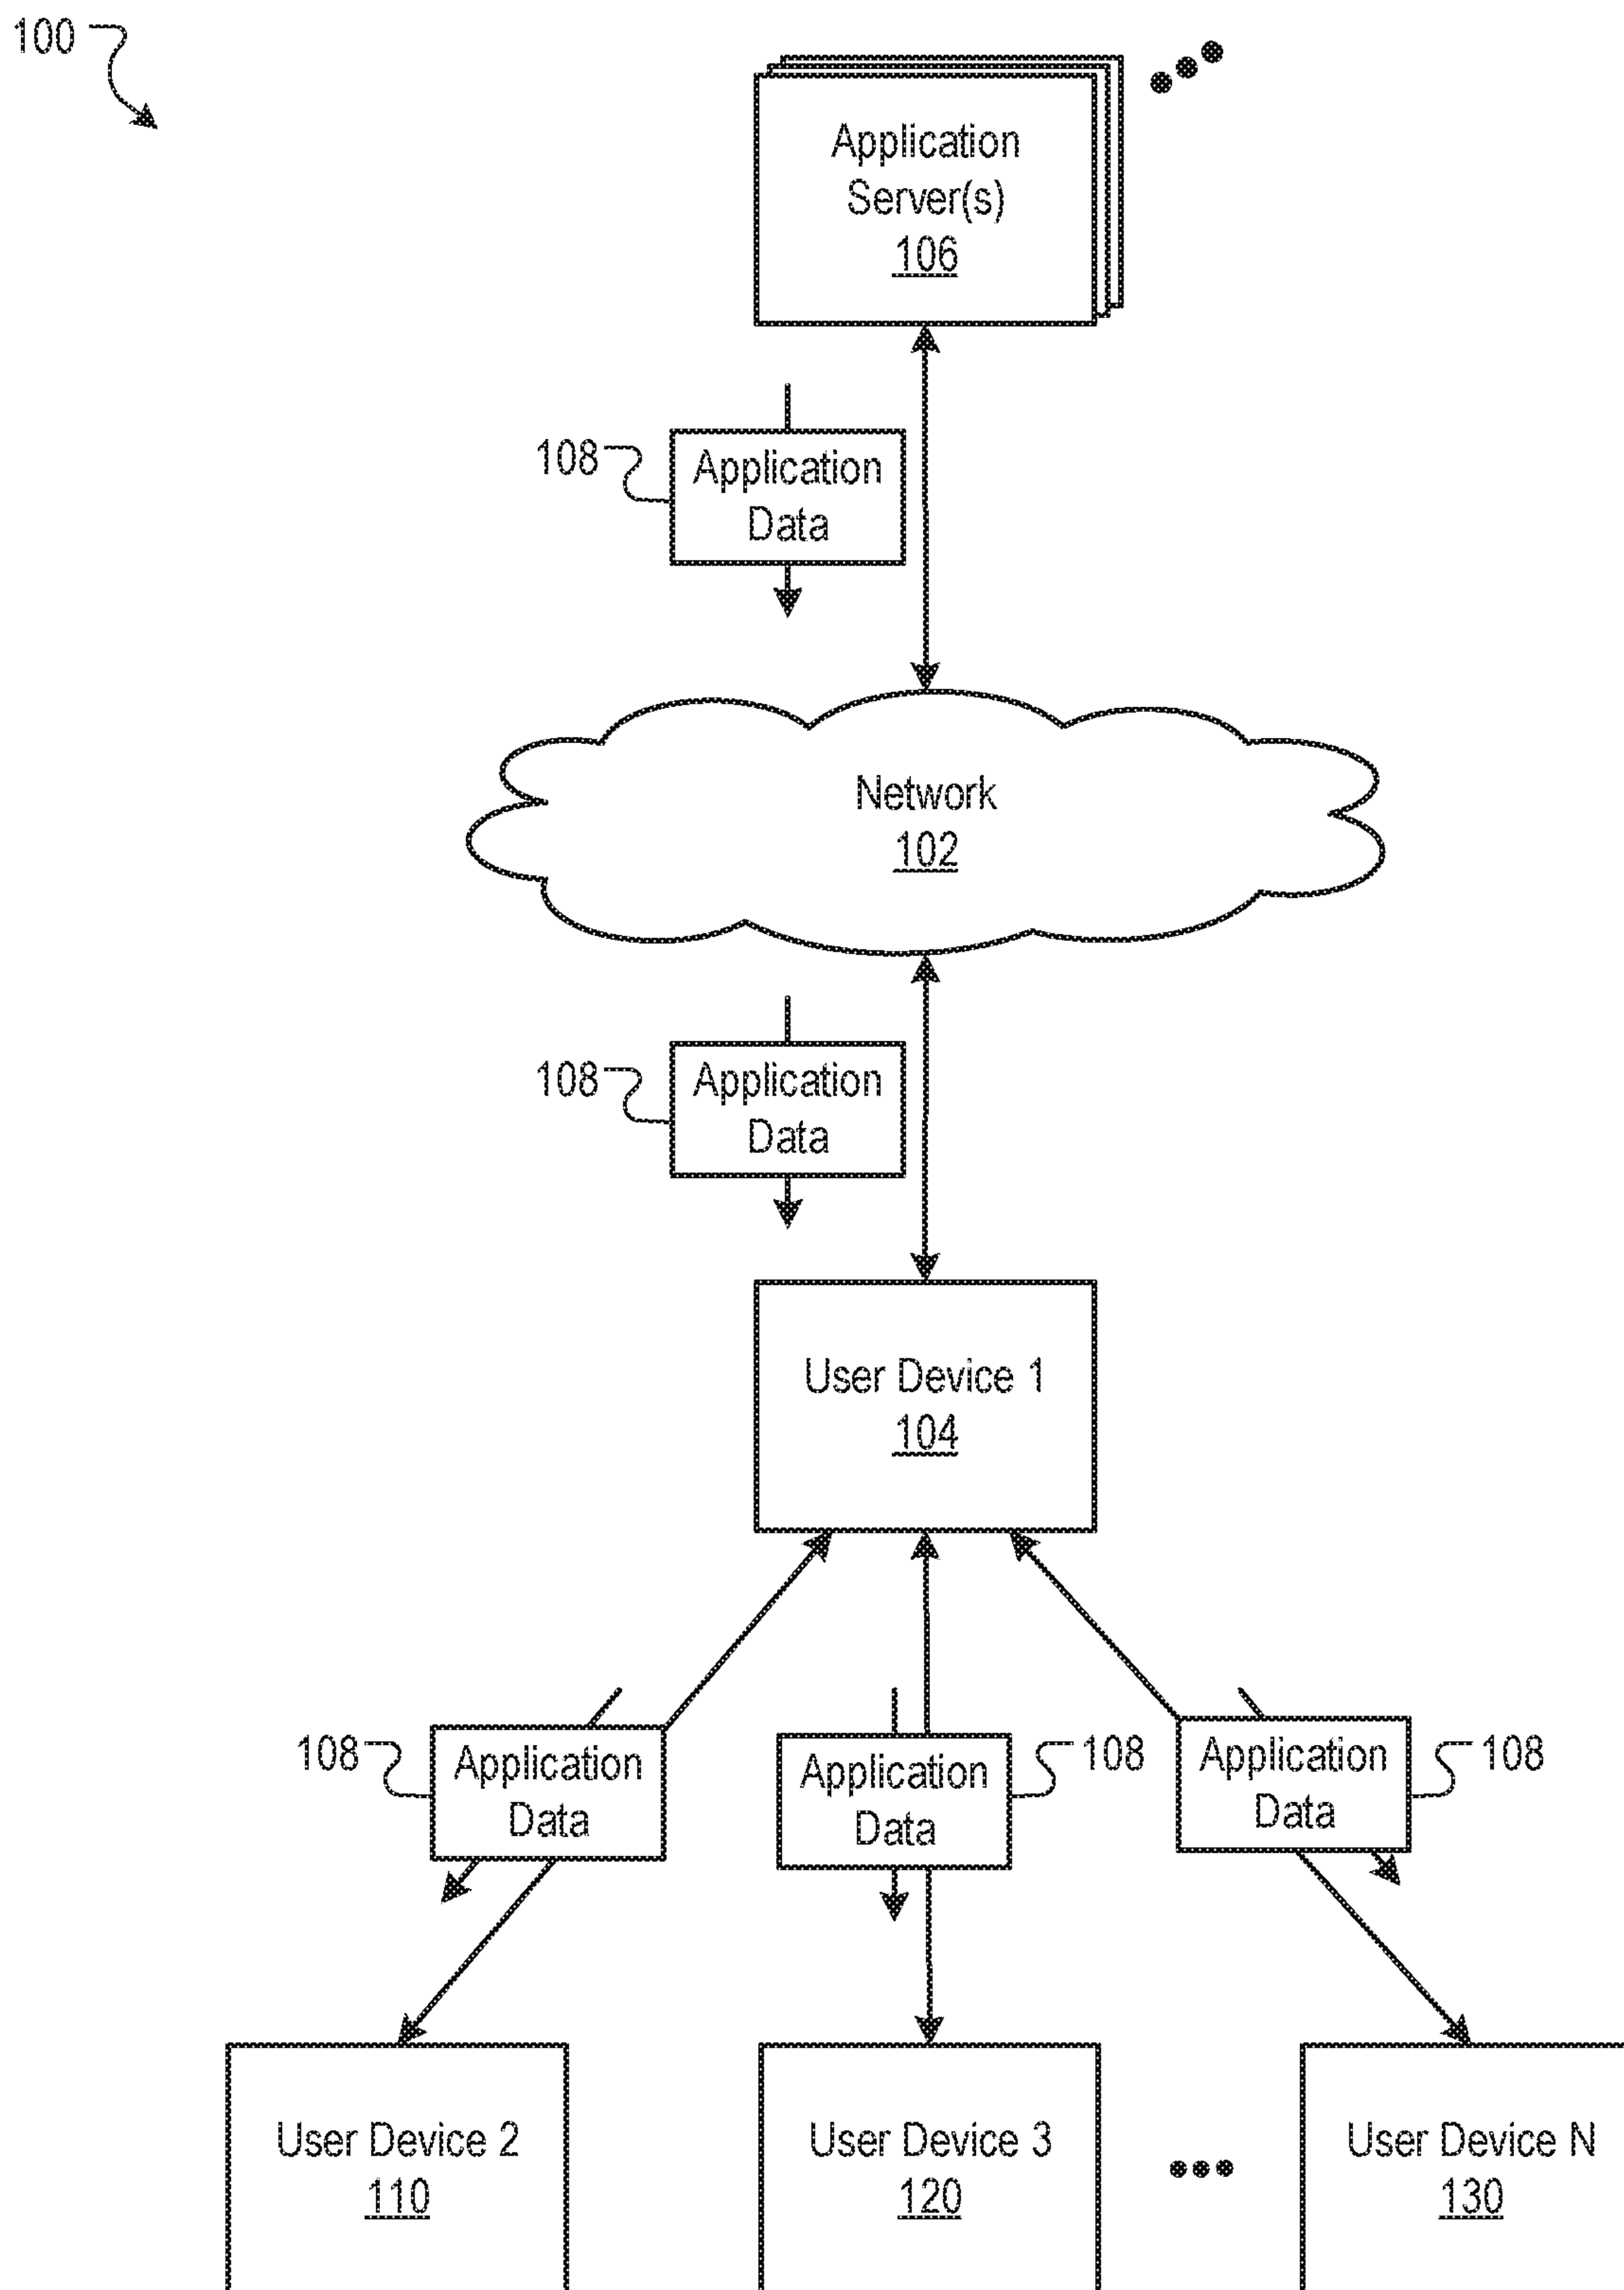 100
Application
Server(s)
106
108
Application
Data
Network
102
108
Application
Data
User Device 1
104
108
Application
Data
Application
Data
108
Application
Data
108
User Device 2
110
User Device 3
120
User Device N
130